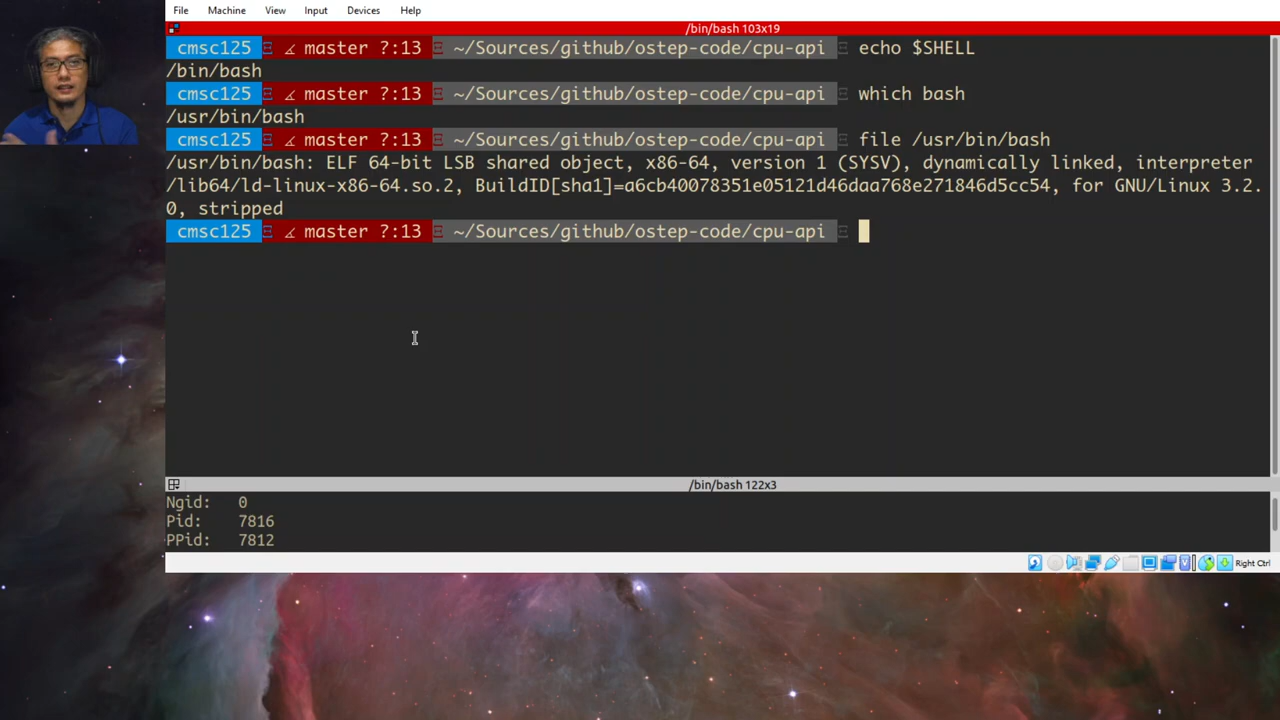 File Machine View Input Devices Help
/bin/bash 103x19
cmsc125 master ?:13 ~/Sources/github/ostep-code/cpu-api echo $SHELL
/bin/bash
cmsc125 master ?:13 ~/Sources/github/ostep-code/cpu-api which bash
/usr/bin/bash
cmsc125 master ?:13 ~/Sources/github/ostep-code/cpu-api file /usr/bin/bash
/usr/bin/bash: ELF 64-bit LSB shared object, x86-64, version 1 (SYSV), dynamically linked, interpreter
/lib64/ld-linux-x86-64.so.2, BuildID[sha1]=a6cb40078351e05121d46daa768e271846d5cc54, for GNU/Linux 3.2.
0, stripped
cmsc125 master ?:13 ~/Sources/github/ostep-code/cpu-api
/bin/bash 122x3
Ngid: 0
Pid: 7816
PPid: 7812
Right Ctrl